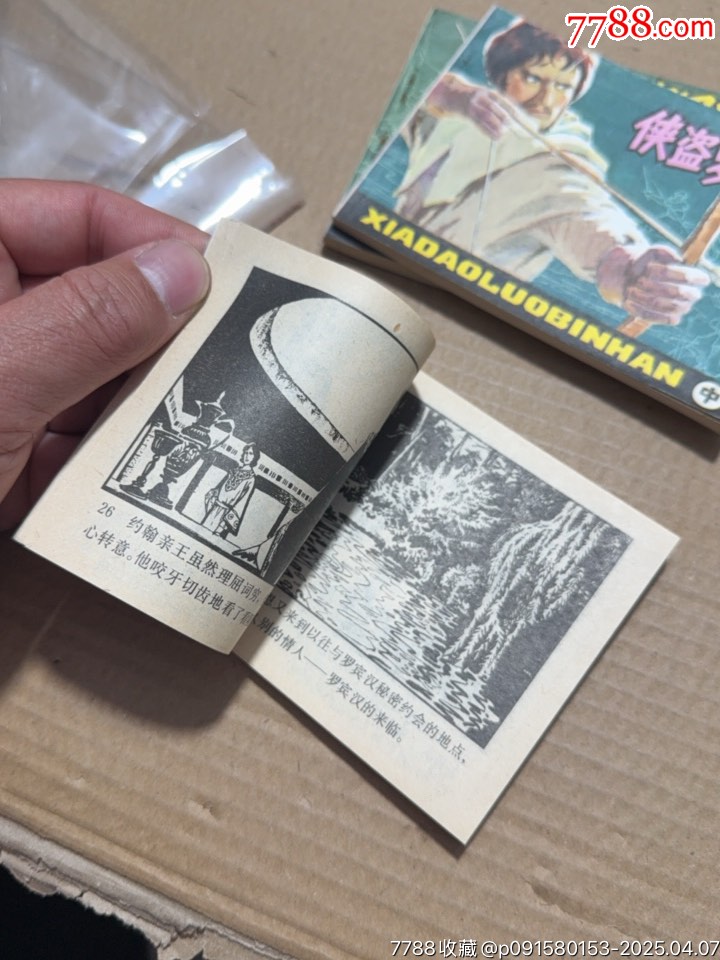 7788.com
侠盗
XIADAOLUOBINHAN
中
26 约翰亲王虽然理屈词
心转意。他咬牙切齿地看了
又来到以往与罗宾汉秘密约会的地点,
别的情人——罗宾汉的来临。
7788收藏@p091580153-2025.04.07